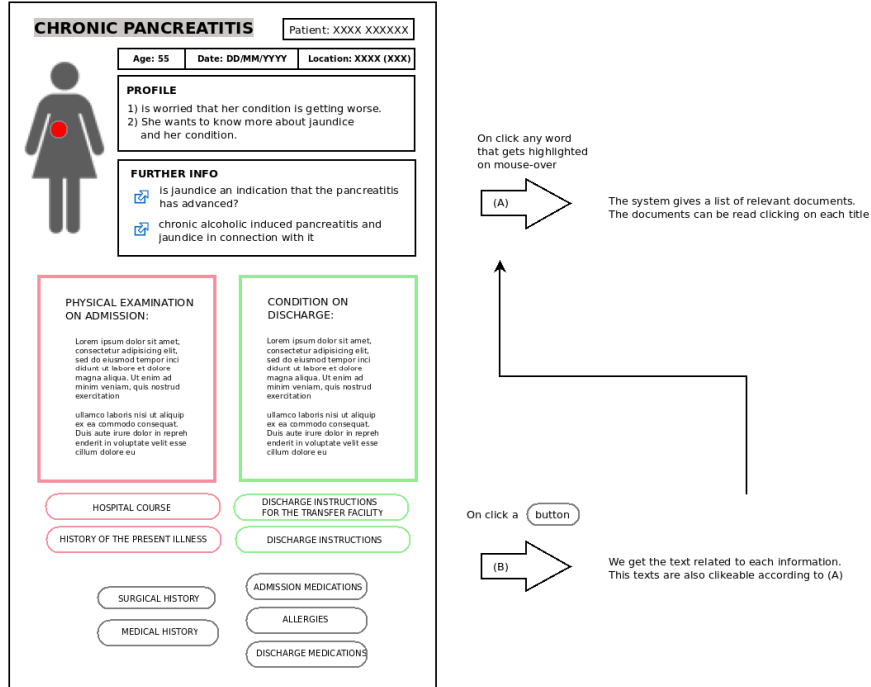 CHRONIC PANCREATITIS
Patient: XXXX XXXXXX
Age: 55
Date: DD/MM/YYYY
Location: XXXX (XXX)
PROFILE
1) is worried that her condition is getting worse.
2) She wants to know more about jaundice
and her condition.
FURTHER INFO
is jaundice an indication that the pancreatitis
has advanced?
chronic alcoholic induced pancreatitis and
jaundice in connection with it
PHYSICAL EXAMINATION
ON ADMISSION:
Lorem ipsum dolor sit amet,
consectetur adipisicing elit,
sed do eiusmod tempor inci
didunt ut labore et dolore
magna aliqua. Ut enim ad
minim veniam, quis nostrud
exercitation
ullamco laboris nisi ut aliquip
ex ea commodo consequat.
Duis aute irure dolor in repreh
enderit in voluptate velit esse
cillum dolore eu
CONDITION ON
DISCHARGE:
Lorem ipsum dolor sit amet,
consectetur adipisicing elit,
sed do eiusmod tempor inci
didunt ut labore et dolore
magna aliqua. Ut enim ad
minim veniam, quis nostrud
exercitation
ullamco laboris nisi ut aliquip
ex ea commodo consequat.
Duis aute irure dolor in repreh
enderit in voluptate velit esse
cillum dolore eu
HOSPITAL COURSE
HISTORY OF THE PRESENT ILLNESS
DISCHARGE INSTRUCTIONS
FOR THE TRANSFER FACILITY
DISCHARGE INSTRUCTIONS
SURGICAL HISTORY
MEDICAL HISTORY
ADMISSION MEDICATIONS
ALLERGIES
DISCHARGE MEDICATIONS
On click any word
that gets highlighted
on mouse-over
(A)
The system gives a list of relevant documents.
The documents can be read clicking on each title
On click a button
(B)
We get the text related to each information.
This texts are also clikeable according to (A)